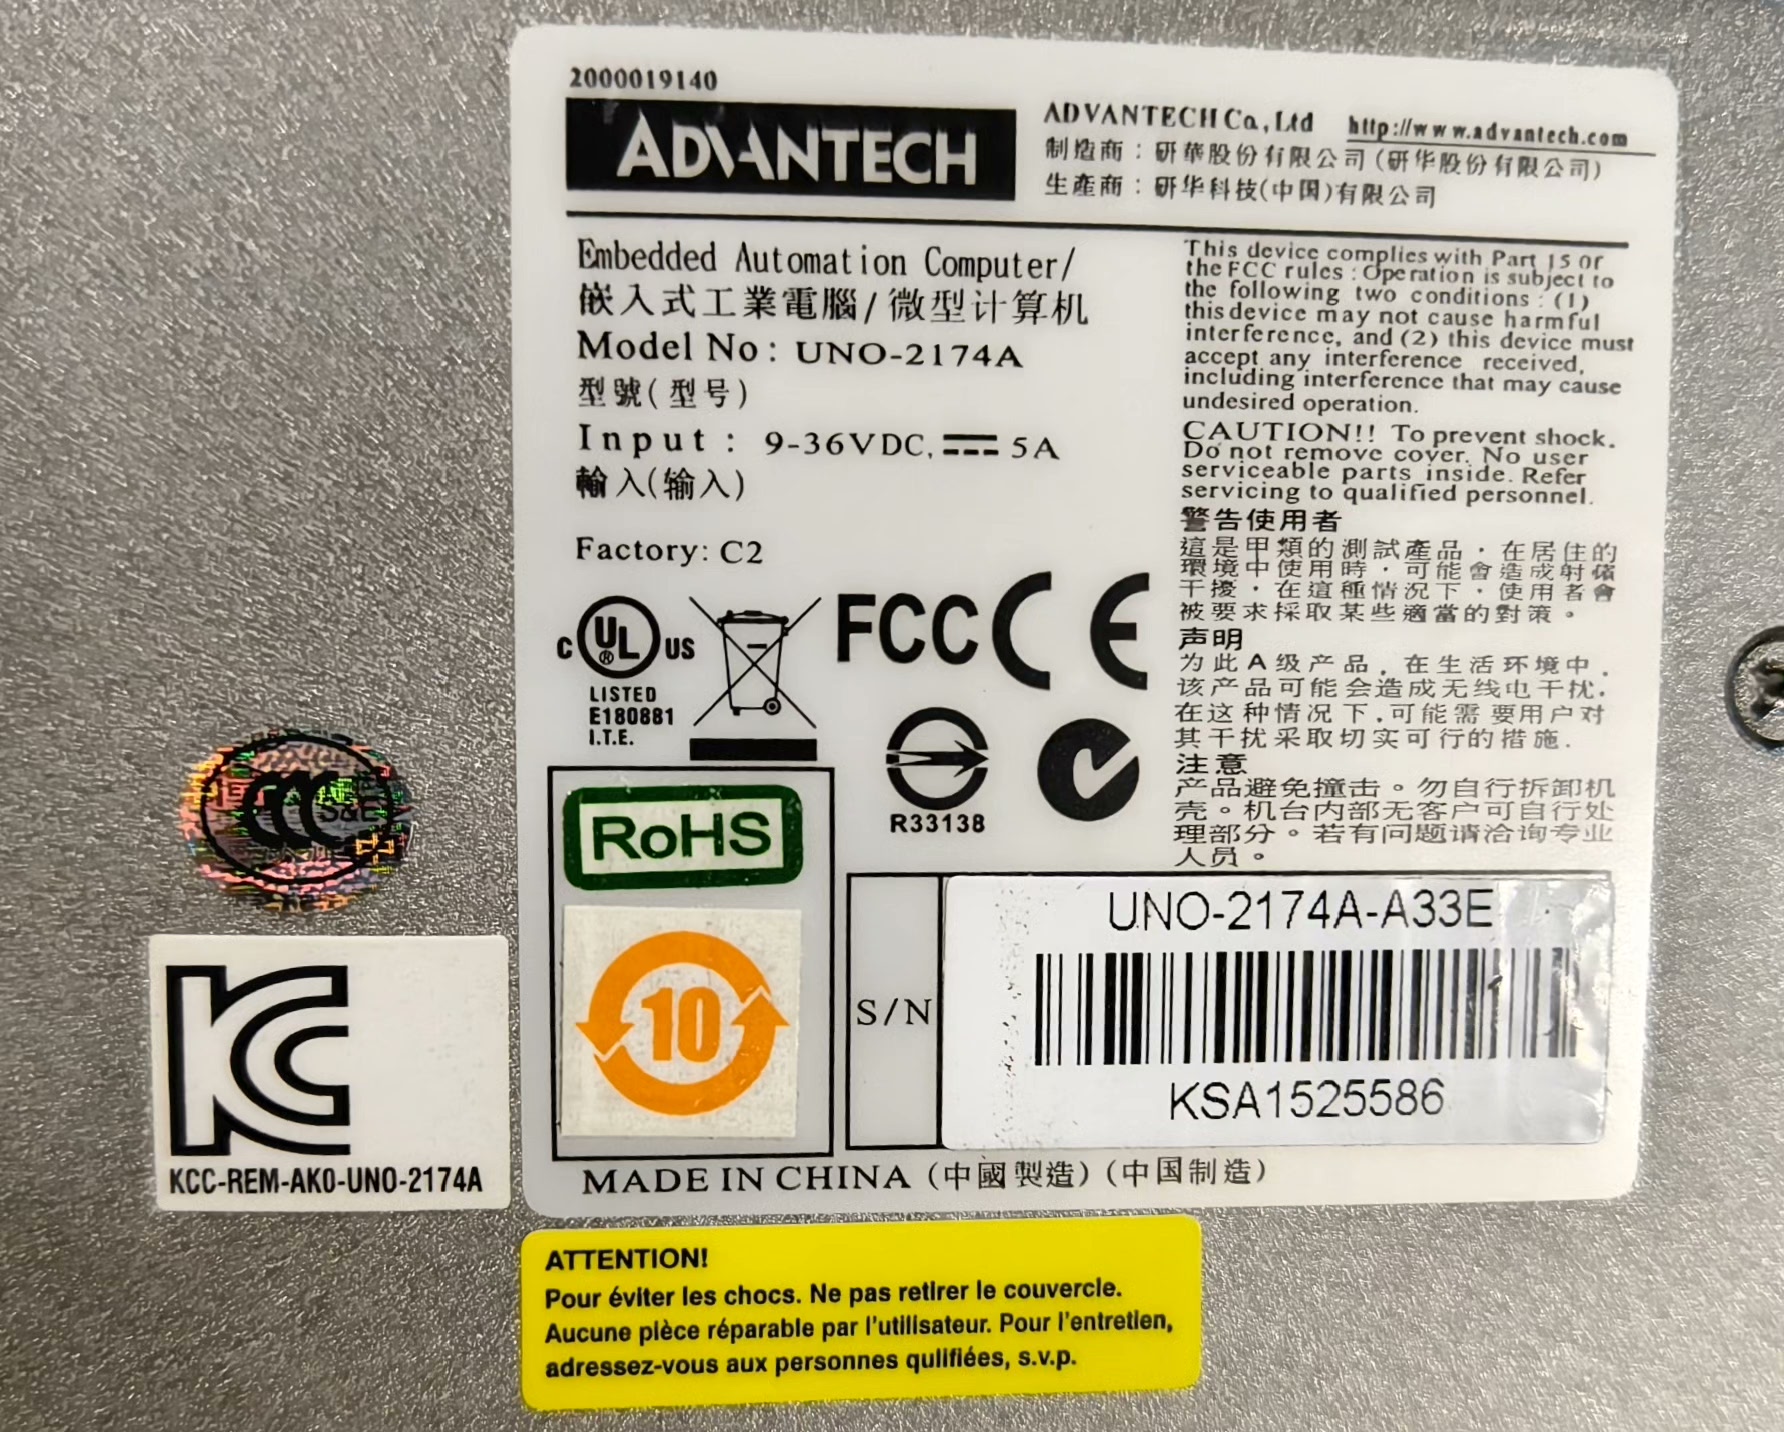 2000019140
ADVANTECH
ADVANTECH Co, Ltd http://www.advantech.com
制造商：研華股份有限公司(研华股份有限公司)
生產商：研华科技(中国)有限公司
Embedded Automation Computer/
嵌入式工業電腦/微型计算机
Model No: UNO-2174A
型號(型号)
Input: 9-36VDC, 5A
輸入(输入)
Factory: C2
This device complies with Part 15 of
the FCC rules : Operation is subject to
the following two conditions : (1)
this device may not cause harmful
interference, and (2) this device must
accept any interference received,
including interference that may cause
undesired operation.
CAUTION!! To prevent shock.
Do not remove cover. No user
serviceable parts inside. Refer
servicing to qualified personnel.
警告使用者
這是甲類的測試產品，在居住的
環境中使用時，可能會造成射頻
干擾，在這種情況下，使用者會
被要求採取某些適當的對策。
声明
为此A级产品，在生活环境中，
该产品可能会造成无线电干扰.
在这种情况下,可能需要用户对
其干扰采取切实可行的措施.
注意
产品避免撞击。勿自行拆卸机
壳。机台内部无客户可自行处
理部分。若有问题请洽询专业
人员。
C UL® US
LISTED
E180881
I.T.E.
FCC CE
R33138
RoHS
10
S/N
UNO-2174A-A33E
KSA1525586
MADE IN CHINA (中國製造) (中国制造)
CCC S&E
KC
KCC-REM-AK0-UNO-2174A
ATTENTION!
Pour éviter les chocs. Ne pas retirer le couvercle.
Aucune pièce réparable par l'utilisateur. Pour l'entretien,
adressez-vous aux personnes qulifiées, s.v.p.